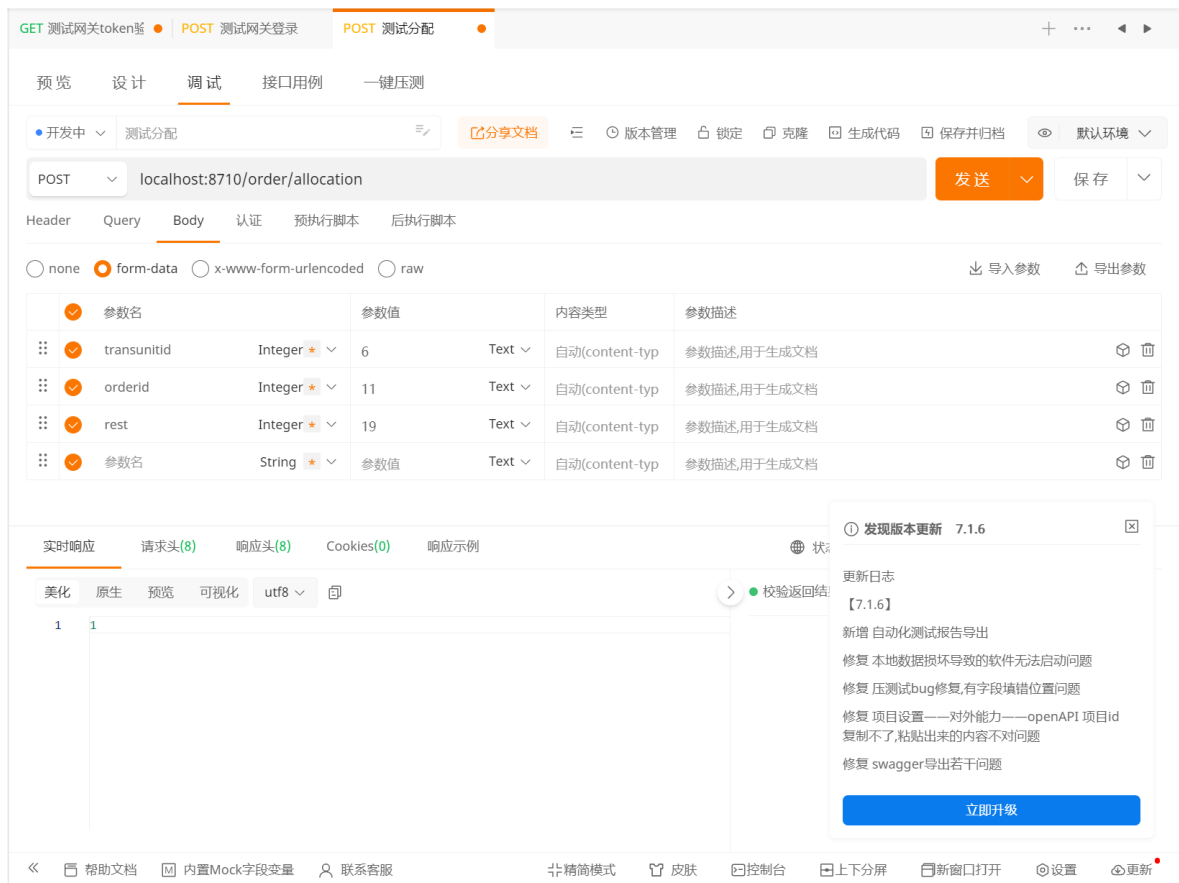 GET 测试网关token验 POST 测试网关登录 POST 测试分配
预览 设计 调试 接口用例 一键压测
开发中 测试分配 分享文档 版本管理 锁定 克隆 生成代码 保存并归档 默认环境
POST localhost:8710/order/allocation 发送 保存
Header Query Body 认证 预执行脚本 后执行脚本
none form-data x-www-form-urlencoded raw 导入参数 导出参数
参数名 参数值 内容类型 参数描述
transunitid Integer * 6 Text 自动(content-typ 参数描述,用于生成文档
orderid Integer * 11 Text 自动(content-typ 参数描述,用于生成文档
rest Integer * 19 Text 自动(content-typ 参数描述,用于生成文档
参数名 String * 参数值 Text 自动(content-typ 参数描述,用于生成文档
实时响应 请求头(8) 响应头(8) Cookies(0) 响应示例 状态
美化 原生 预览 可视化 utf8 校验返回结果
1 1
发现版本更新 7.1.6
更新日志
【7.1.6】
新增 自动化测试报告导出
修复 本地数据损坏导致的软件无法启动问题
修复 压测试bug修复,有字段填错位置问题
修复 项目设置——对外能力——openAPI 项目id
复制不了,粘贴出来的内容不对问题
修复 swagger导出若干问题
立即升级
帮助文档 M 内置Mock字段变量 联系客服 精简模式 皮肤 控制台 上下分屏 新窗口打开 设置 更新